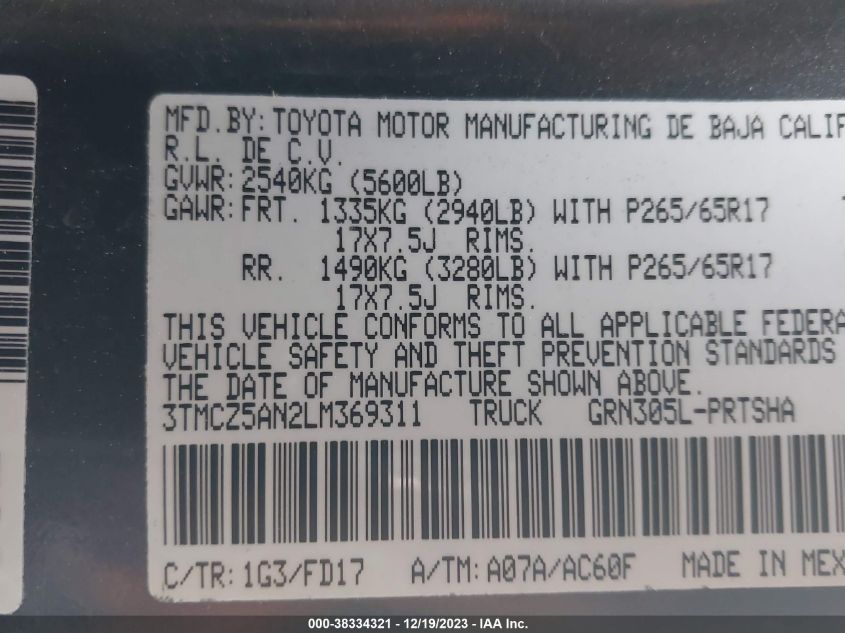 MFD.BY: TOYOTA MOTOR MANUFACTURING DE BAJA CALIF
R.L. DE C.V.
GVWR: 2540KG (5600LB)
GAWR: FRT. 1335KG (2940LB) WITH P265/65R17
17X7.5J RIMS.
RR. 1490KG (3280LB) WITH P265/65R17
17X7.5J RIMS.
THIS VEHICLE CONFORMS TO ALL APPLICABLE FEDERA
VEHICLE SAFETY AND THEFT PREVENTION STANDARDS
THE DATE OF MANUFACTURE SHOWN ABOVE.
3TMCZ5AN2LM369311 TRUCK GRN305L-PRTSHA
C/TR: 1G3/FD17 A/TM: A07A/AC60F MADE IN MEX
000-38334321 - 12/19/2023 - IAA Inc.